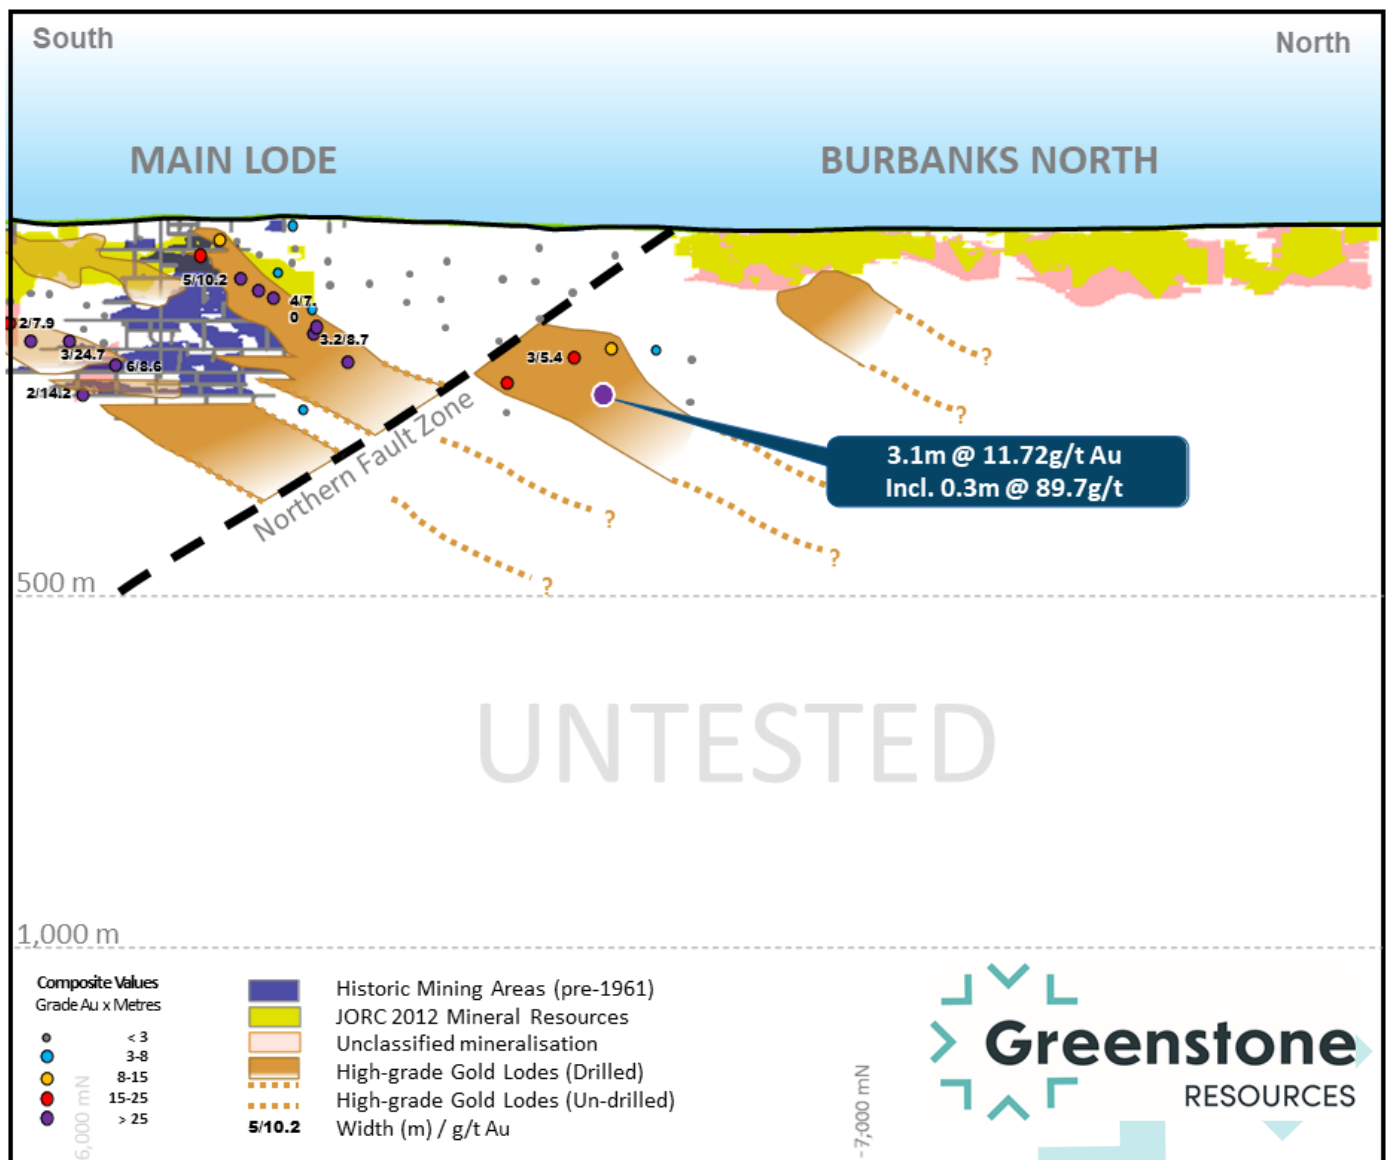 South
North
MAIN LODE
BURBANKS NORTH
5/10.2
4/7.
0
2/7.9
3.2/8.7
3/24.7
3/5.4
6/8.6
2/14.2
Northern Fault Zone
3.1m @ 11.72g/t Au
Incl. 0.3m @ 89.7g/t
?
?
?
?
?
500 m
UNTESTED
1,000 m
Composite Values
Grade Au x Metres
< 3
3-8
8-15
15-25
> 25
Historic Mining Areas (pre-1961)
JORC 2012 Mineral Resources
Unclassified mineralisation
High-grade Gold Lodes (Drilled)
High-grade Gold Lodes (Un-drilled)
5/10.2 Width (m) / g/t Au
6,000 mN
-7,000 mN
Greenstone
RESOURCES